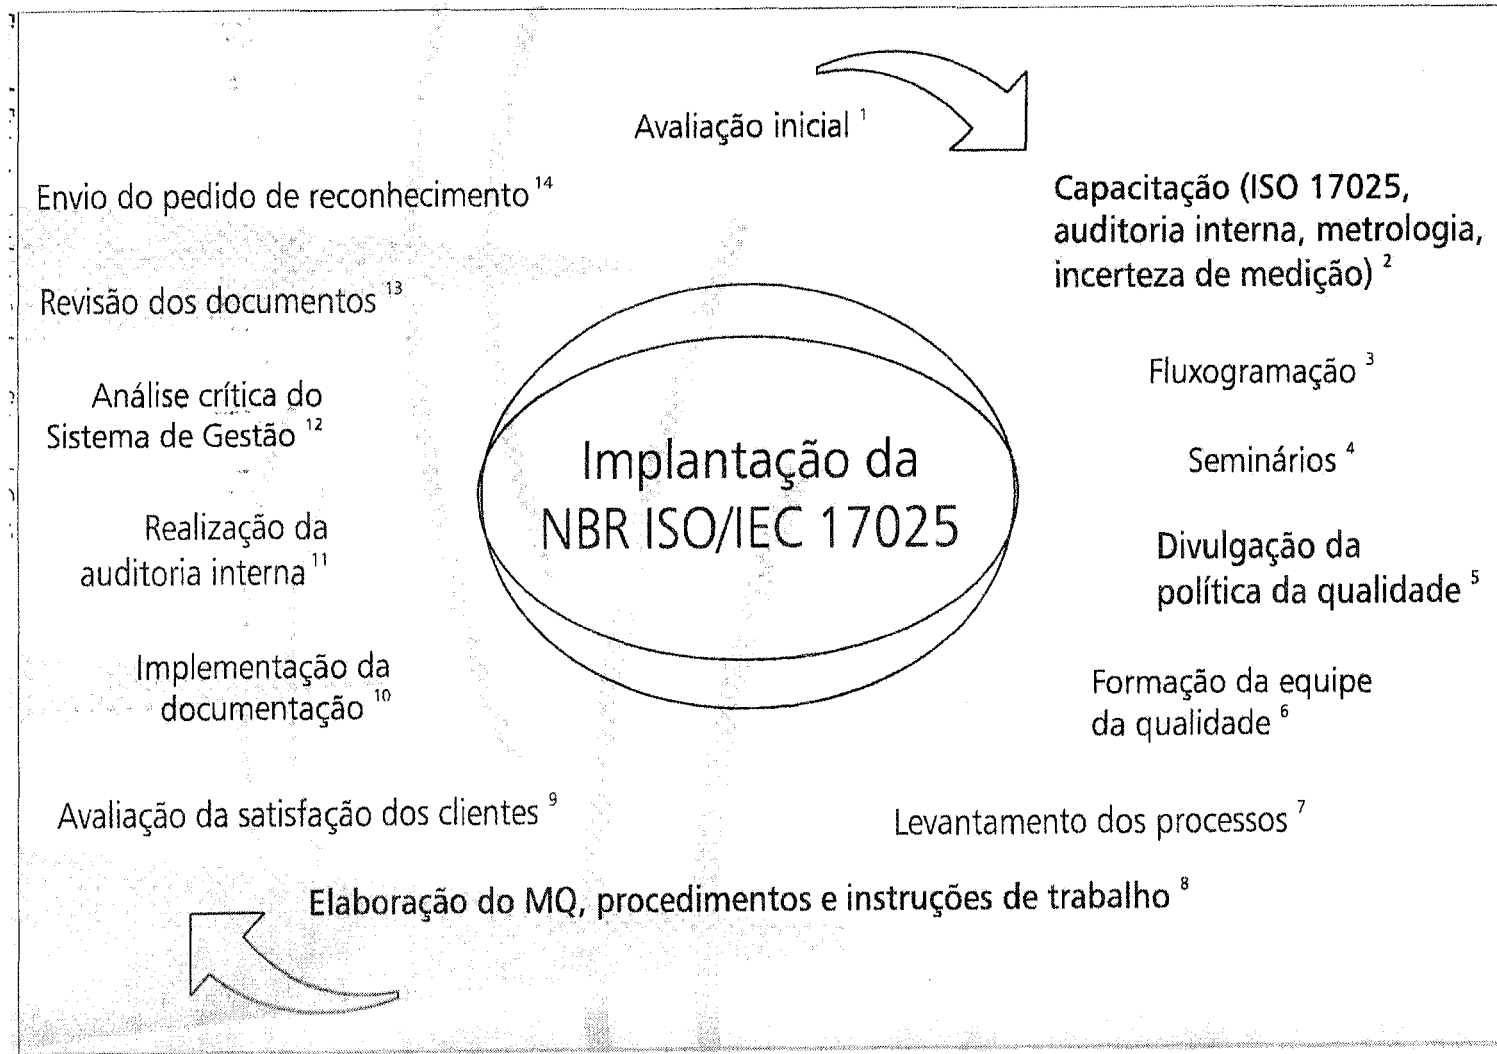 Avaliação inicial 1
Capacitação (ISO 17025,
auditoria interna, metrologia,
incerteza de medição) 2
Fluxogramação 3
Seminários 4
Divulgação da
política da qualidade 5
Formação da equipe
da qualidade 6
Levantamento dos processos 7
Elaboração do MQ, procedimentos e instruções de trabalho 8
Avaliação da satisfação dos clientes 9
Implementação da
documentação 10
Realização da
auditoria interna 11
Análise crítica do
Sistema de Gestão 12
Revisão dos documentos 13
Envio do pedido de reconhecimento 14
Implantação da
NBR ISO/IEC 17025